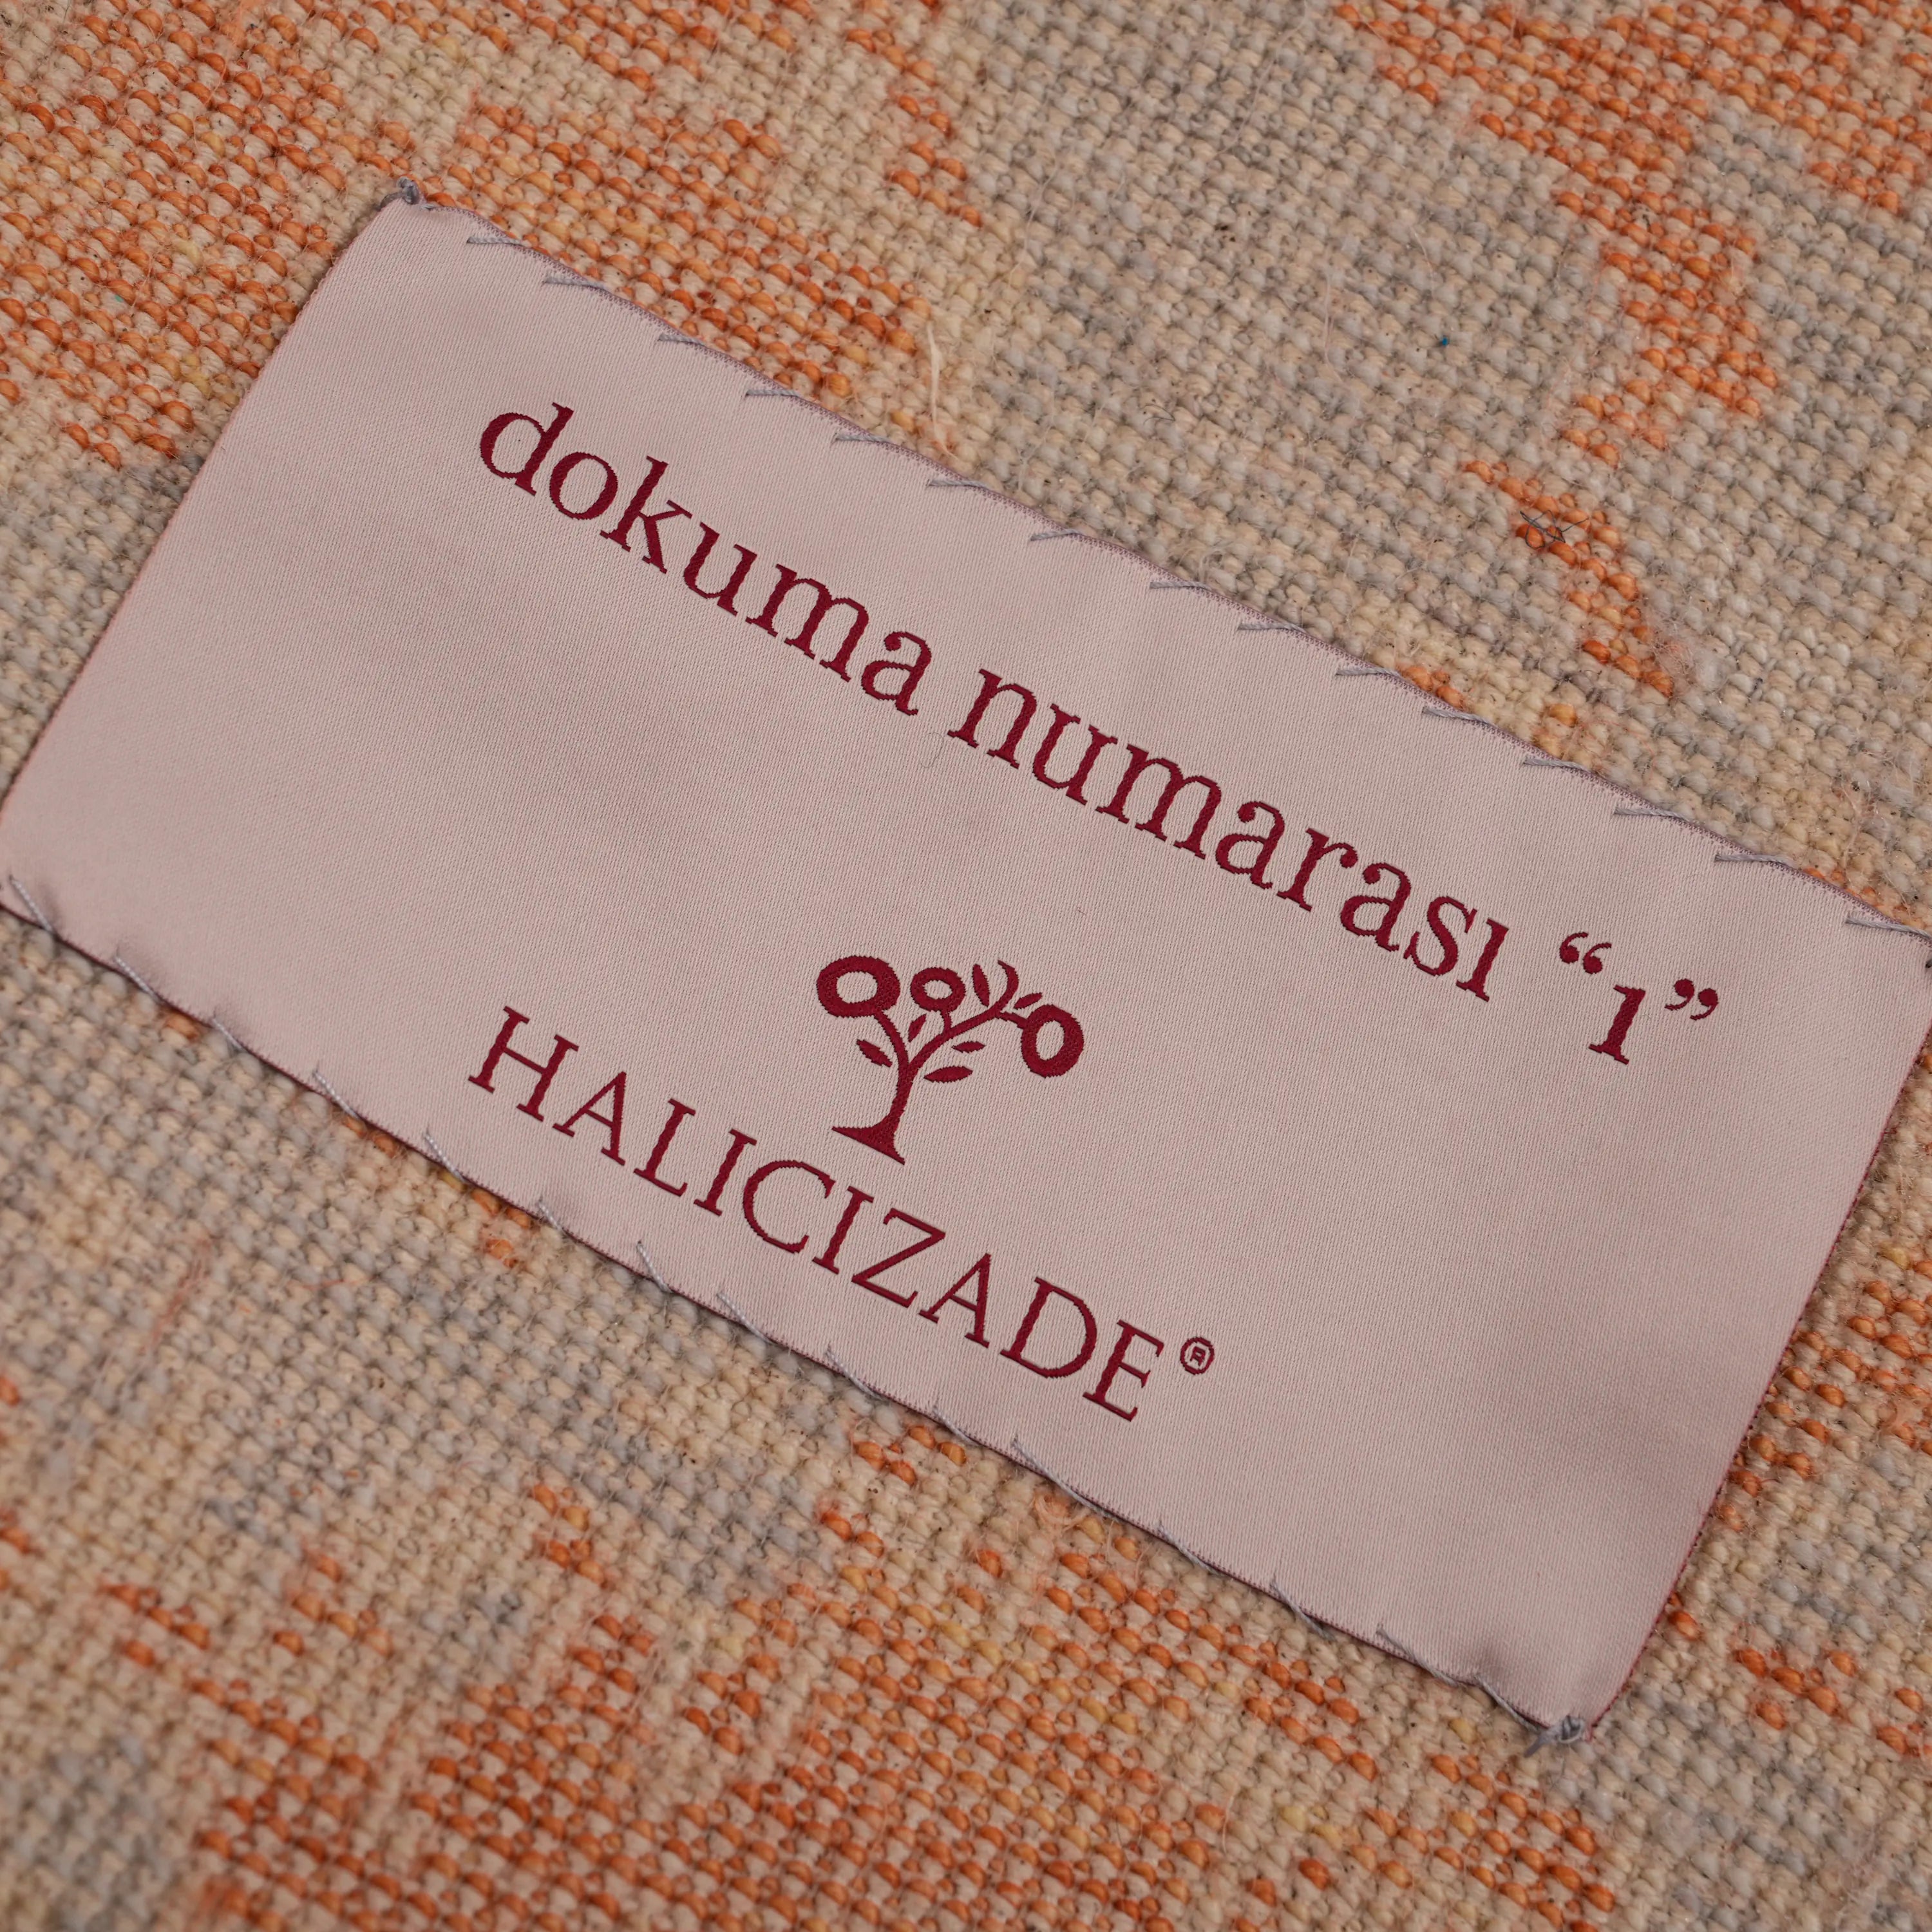 dokuma numarası “1”
HALICIZADE®